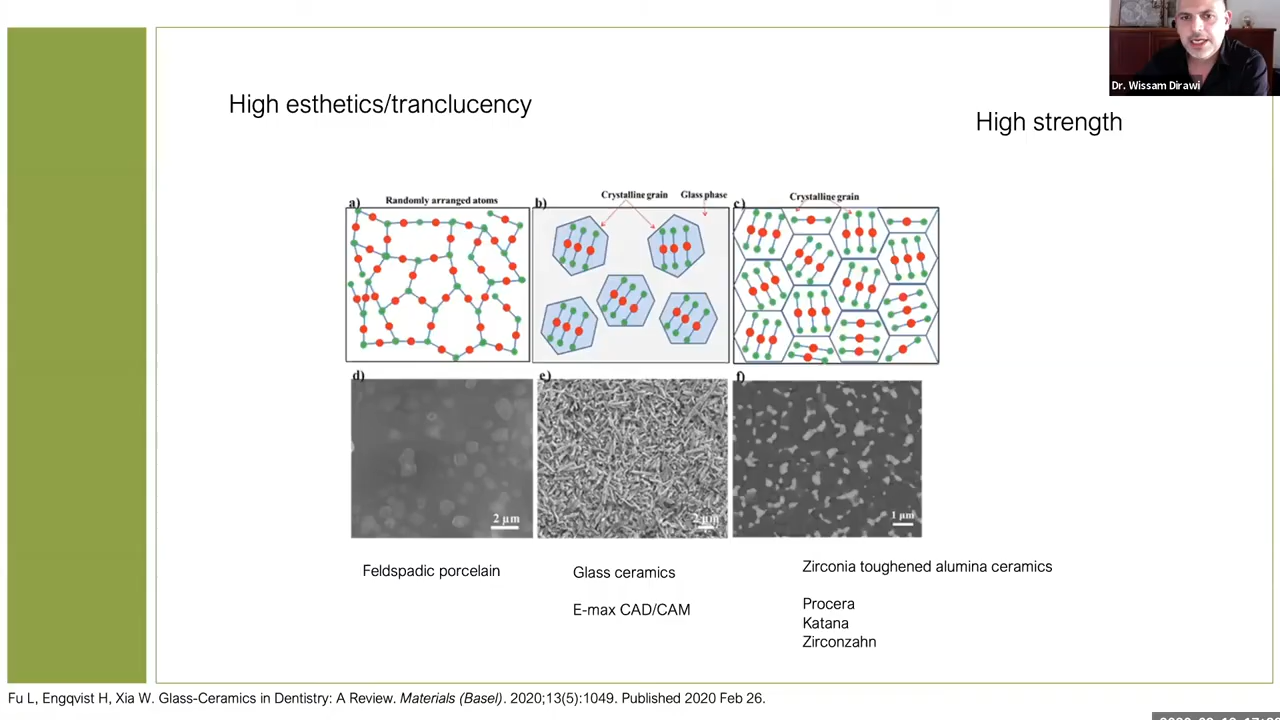 Dr. Wissam Dirawi
High esthetics/tranclucency
High strength
a)
Randomly arranged atoms
b)
Crystalline grain
Glass phase
c)
Crystalline grain
d)
2 μm
e)
2 μm
f)
1 μm
Feldspadic porcelain
Glass ceramics
E-max CAD/CAM
Zirconia toughened alumina ceramics
Procera
Katana
Zirconzahn
Fu L, Engqvist H, Xia W. Glass-Ceramics in Dentistry: A Review. Materials (Basel). 2020;13(5):1049. Published 2020 Feb 26.